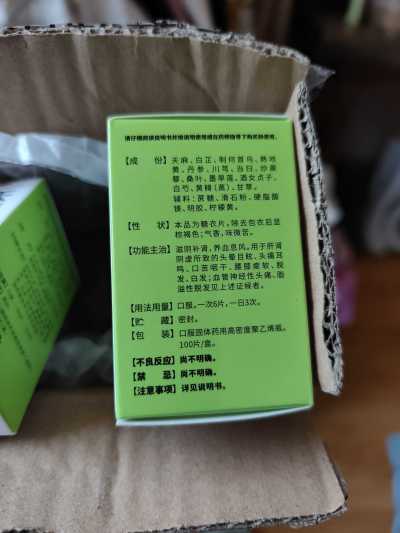 请仔细阅读说明书并按说明使用或在药师指导下购买和使用。
【成　份】天麻、白芷、制何首乌、熟地
黄、丹参、川芎、当归、炒蒺
藜、桑叶、墨旱莲、酒女贞子、
白芍、黄精(蒸)、甘草。
辅料：蔗糖、滑石粉、硬脂酸
镁、明胶、柠檬黄。
【性　状】本品为糖衣片，除去包衣后显
棕褐色；气香，味微苦。
【功能主治】滋阴补肾，养血息风。用于肝肾
阴虚所致的头晕目眩、头痛耳
鸣、口苦咽干、腰膝酸软、脱
发、白发；血管神经性头痛、脂
溢性脱发见上述证候者。
【用法用量】口服。一次6片，一日3次。
【贮　藏】密封。
【包　装】口服固体药用高密度聚乙烯瓶。
100片/盒。
【不良反应】尚不明确。
【禁　忌】尚不明确。
【注意事项】详见说明书。